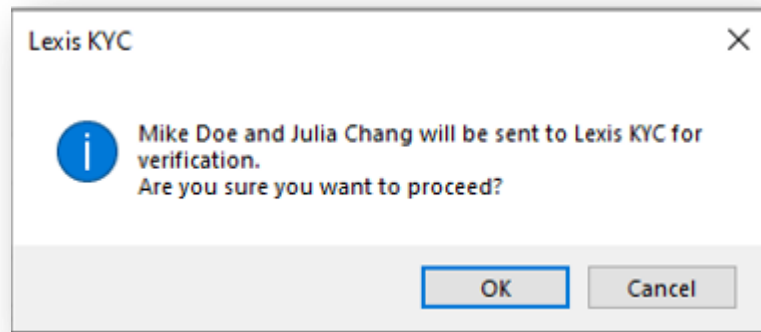 Lexis KYC
Mike Doe and Julia Chang will be sent to Lexis KYC for
verification.
Are you sure you want to proceed?
OK
Cancel